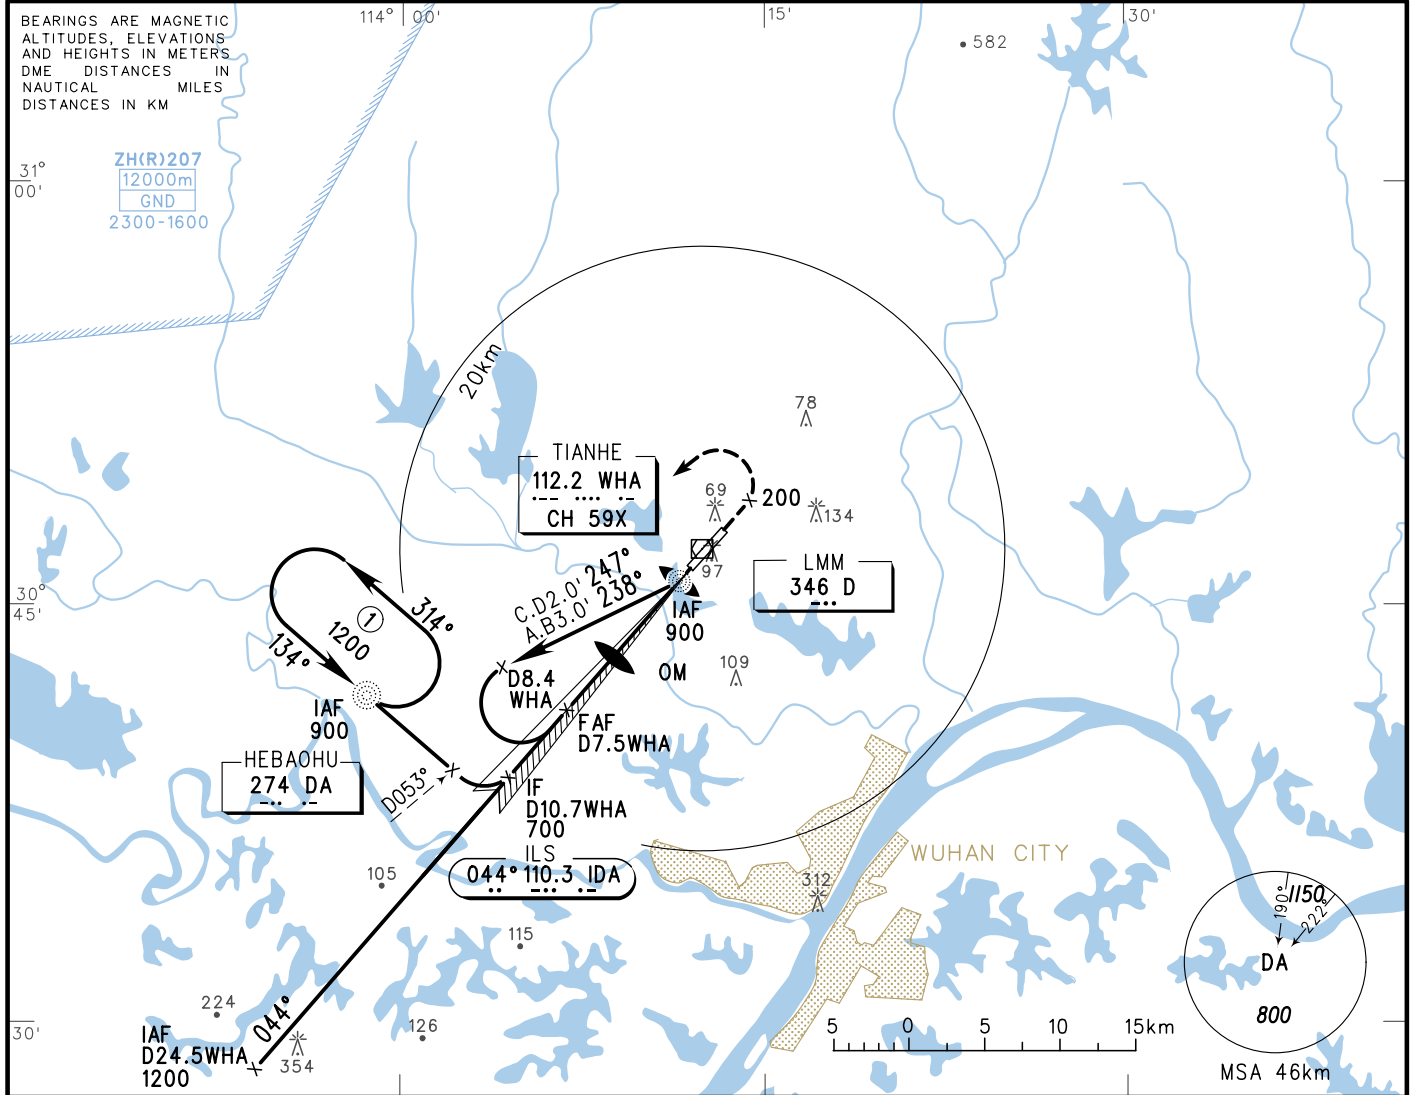 BEARINGS ARE MAGNETIC
ALTITUDES, ELEVATIONS
AND HEIGHTS IN METERS
DME DISTANCES IN
NAUTICAL MILES
DISTANCES IN KM
114° 00'
15'
30'
582
ZH(R)207
12000m
GND
2300-1600
31°
00'
20km
78
TIANHE
112.2 WHA
CH 59X
69
200
134
97
LMM
346 D
C.D2.0' 247°
A.B3.0' 238°
IAF
900
30°
45'
314°
1
1200
134°
OM
109
D8.4
WHA
IAF
900
FAF
D7.5WHA
HEBAOHU
274 DA
D053°
IF
D10.7WHA
700
ILS
044° 110.3 IDA
105
WUHAN CITY
312
115
1150
190°
222°
DA
800
MSA 46km
224
044°
126
30'
IAF
D24.5WHA
1200
354
5 0 5 10 15km